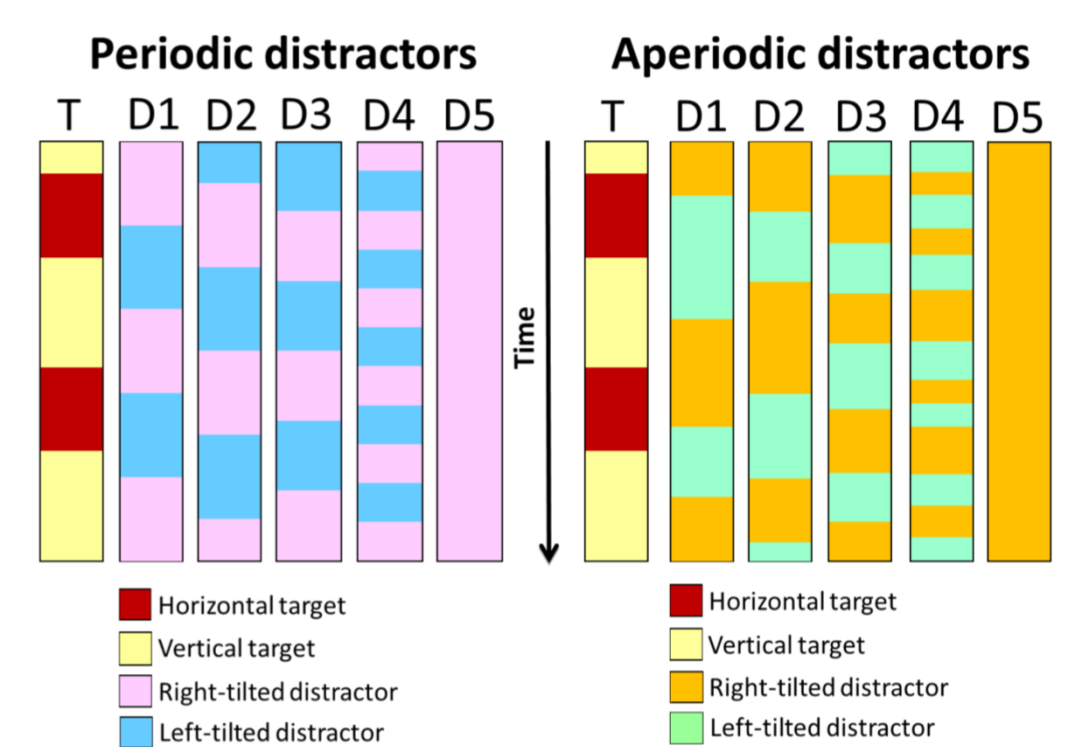 Periodic distractors
T D1 D2 D3 D4 D5
Horizontal target
Vertical target
Right-tilted distractor
Left-tilted distractor
Time
Aperiodic distractors
T D1 D2 D3 D4 D5
Horizontal target
Vertical target
Right-tilted distractor
Left-tilted distractor